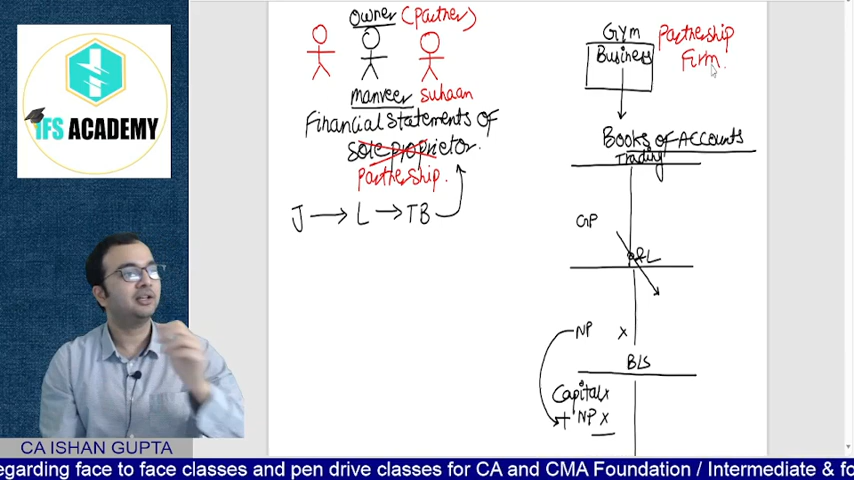 owner (partner)
manveer suhaan
Financial statements of
sole proprietor.
partnership.
J → L → TB
Gym
Business
Partnership
Firm.
Books of Accounts
Trading
GP
P&L
NP x
B/S
Capital x
+ NP x
IFS ACADEMY
CA ISHAN GUPTA
egarding face to face classes and pen drive classes for CA and CMA Foundation / Intermediate & fo